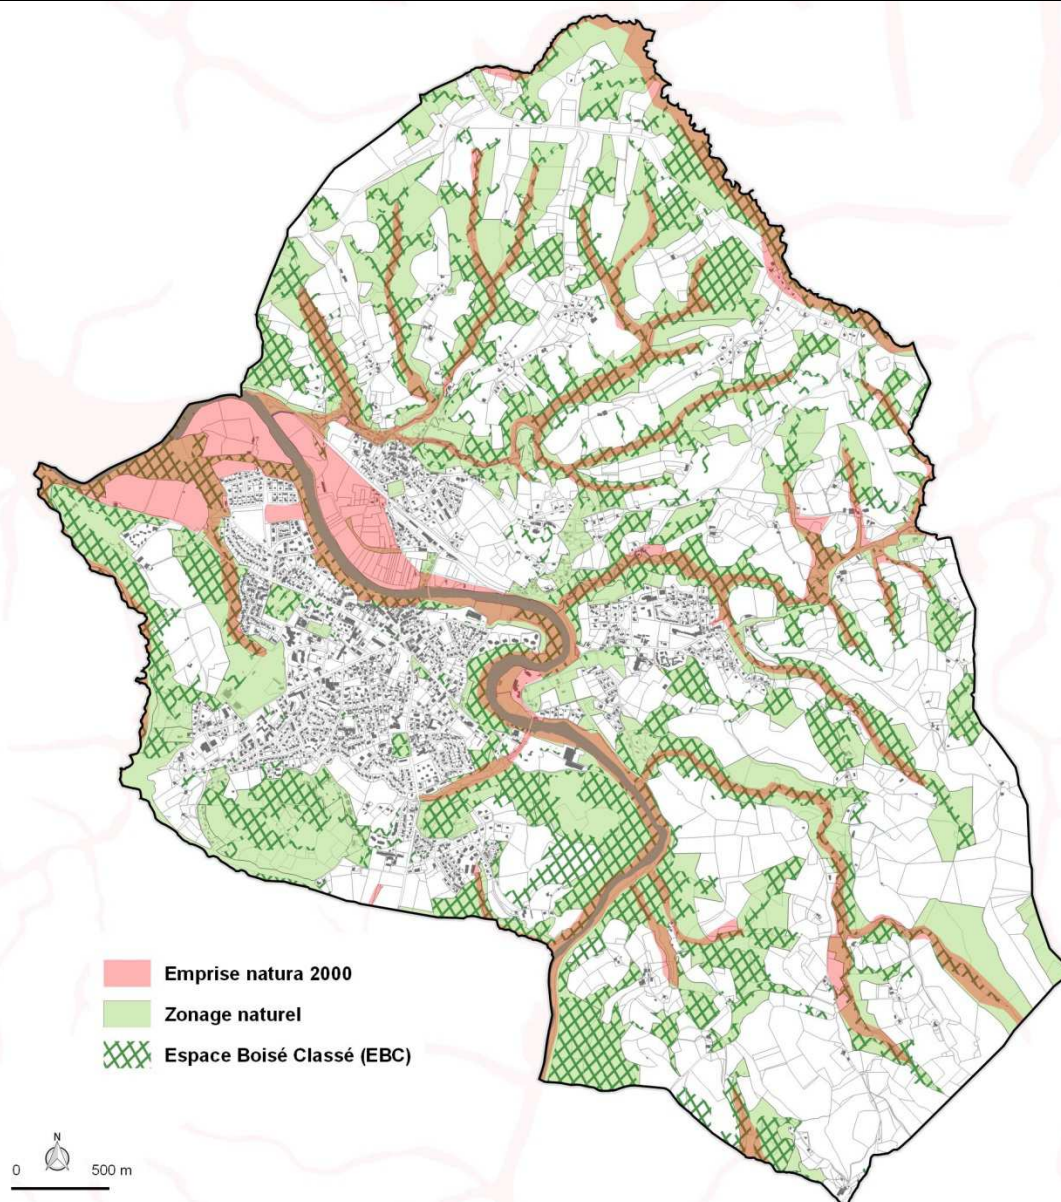 Emprise natura 2000
Zonage naturel
Espace Boisé Classé (EBC)
N
0 500 m